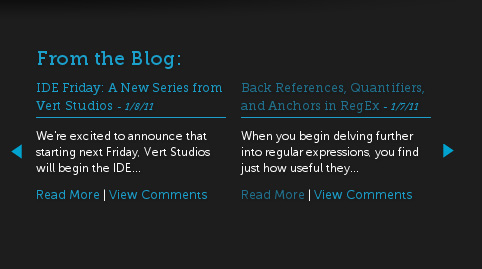 From the Blog:
IDE Friday: A New Series from
Vert Studios - 1/8/11
We're excited to announce that
starting next Friday, Vert Studios
will begin the IDE...
Read More | View Comments
Back References, Quantifiers,
and Anchors in RegEx - 1/7/11
When you begin delving further
into regular expressions, you find
just how useful they...
Read More | View Comments